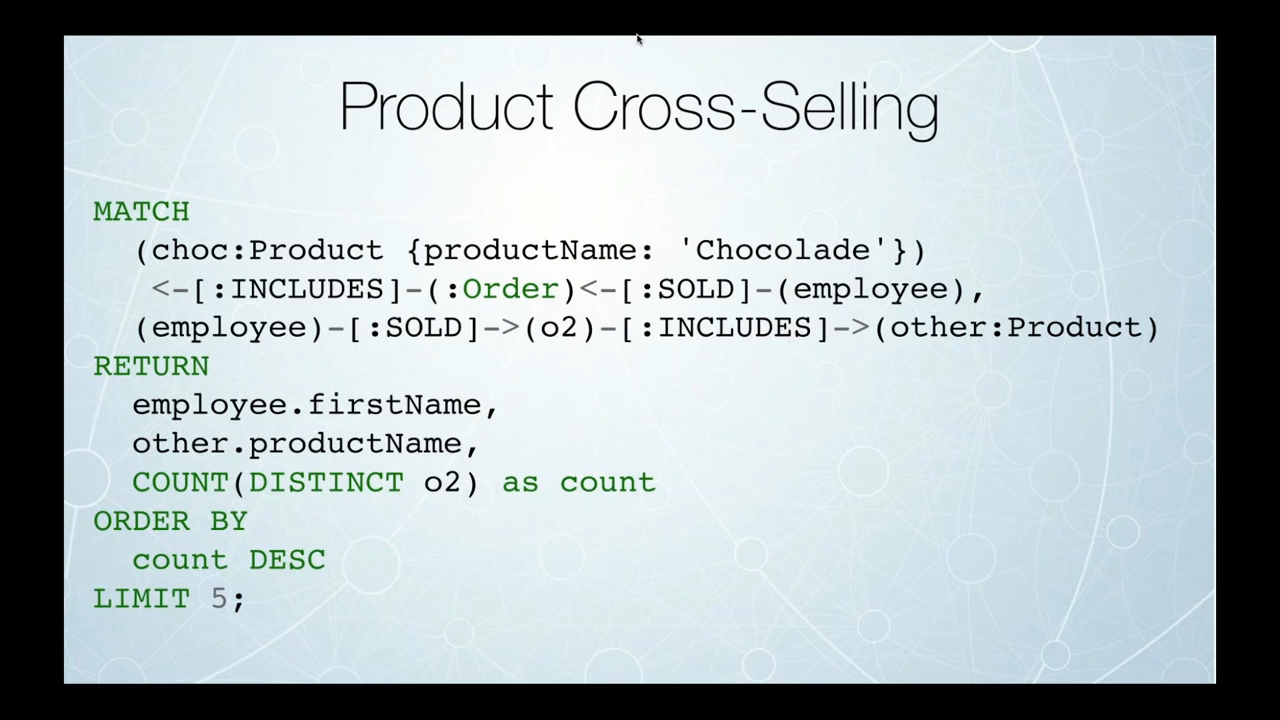 Product Cross-Selling
MATCH
(choc:Product {productName: 'Chocolade'})
<-[:INCLUDES]-(:Order)<-[:SOLD]-(employee),
(employee)-[:SOLD]->(o2)-[:INCLUDES]->(other:Product)
RETURN
employee.firstName,
other.productName,
COUNT(DISTINCT o2) as count
ORDER BY
count DESC
LIMIT 5;